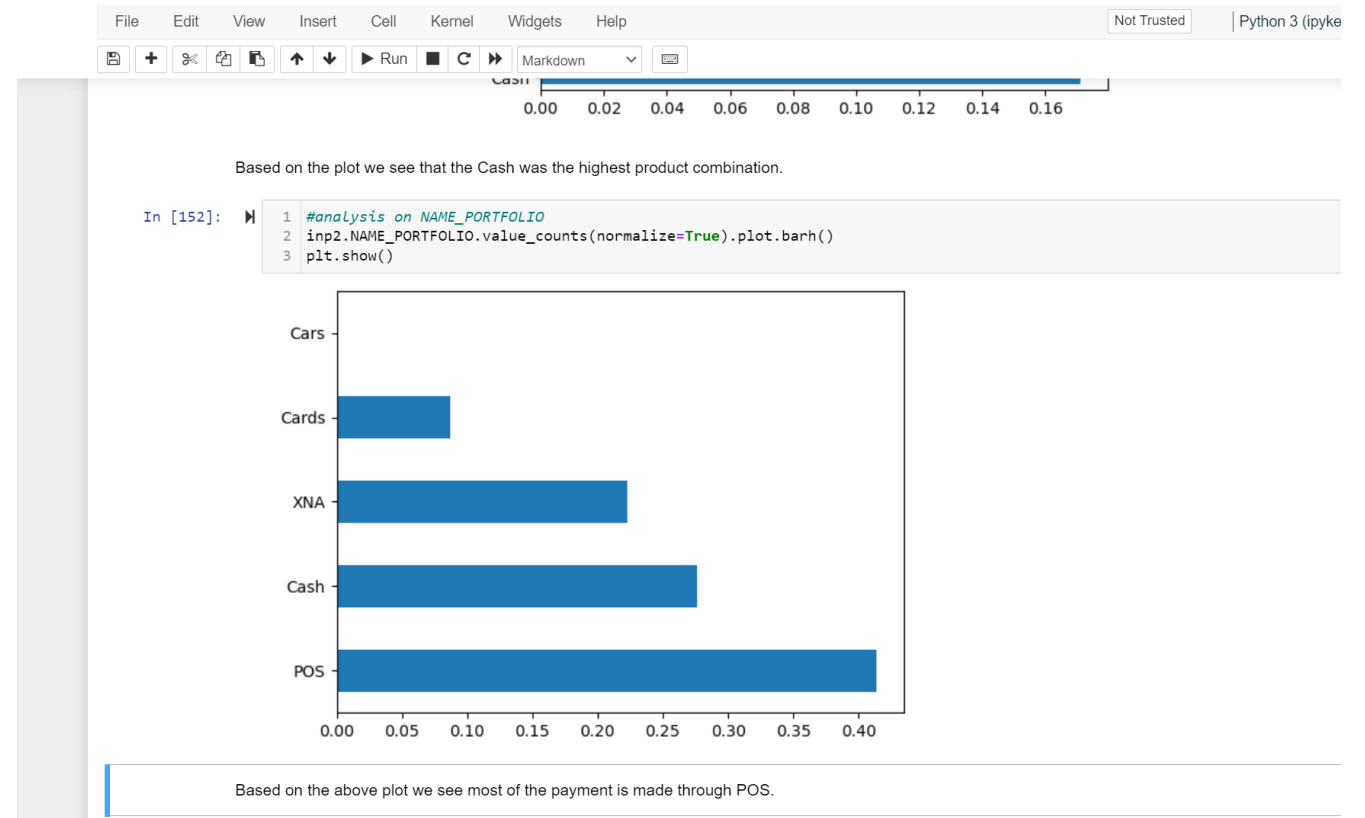 File Edit View Insert Cell Kernel Widgets Help Not Trusted Python 3 (ipyke
Run Markdown
Cash
0.00 0.02 0.04 0.06 0.08 0.10 0.12 0.14 0.16
Based on the plot we see that the Cash was the highest product combination.
In [152]: 1 #analysis on NAME_PORTFOLIO
2 inp2.NAME_PORTFOLIO.value_counts(normalize=True).plot.barh()
3 plt.show()
Cars
Cards
XNA
Cash
POS
0.00 0.05 0.10 0.15 0.20 0.25 0.30 0.35 0.40
Based on the above plot we see most of the payment is made through POS.